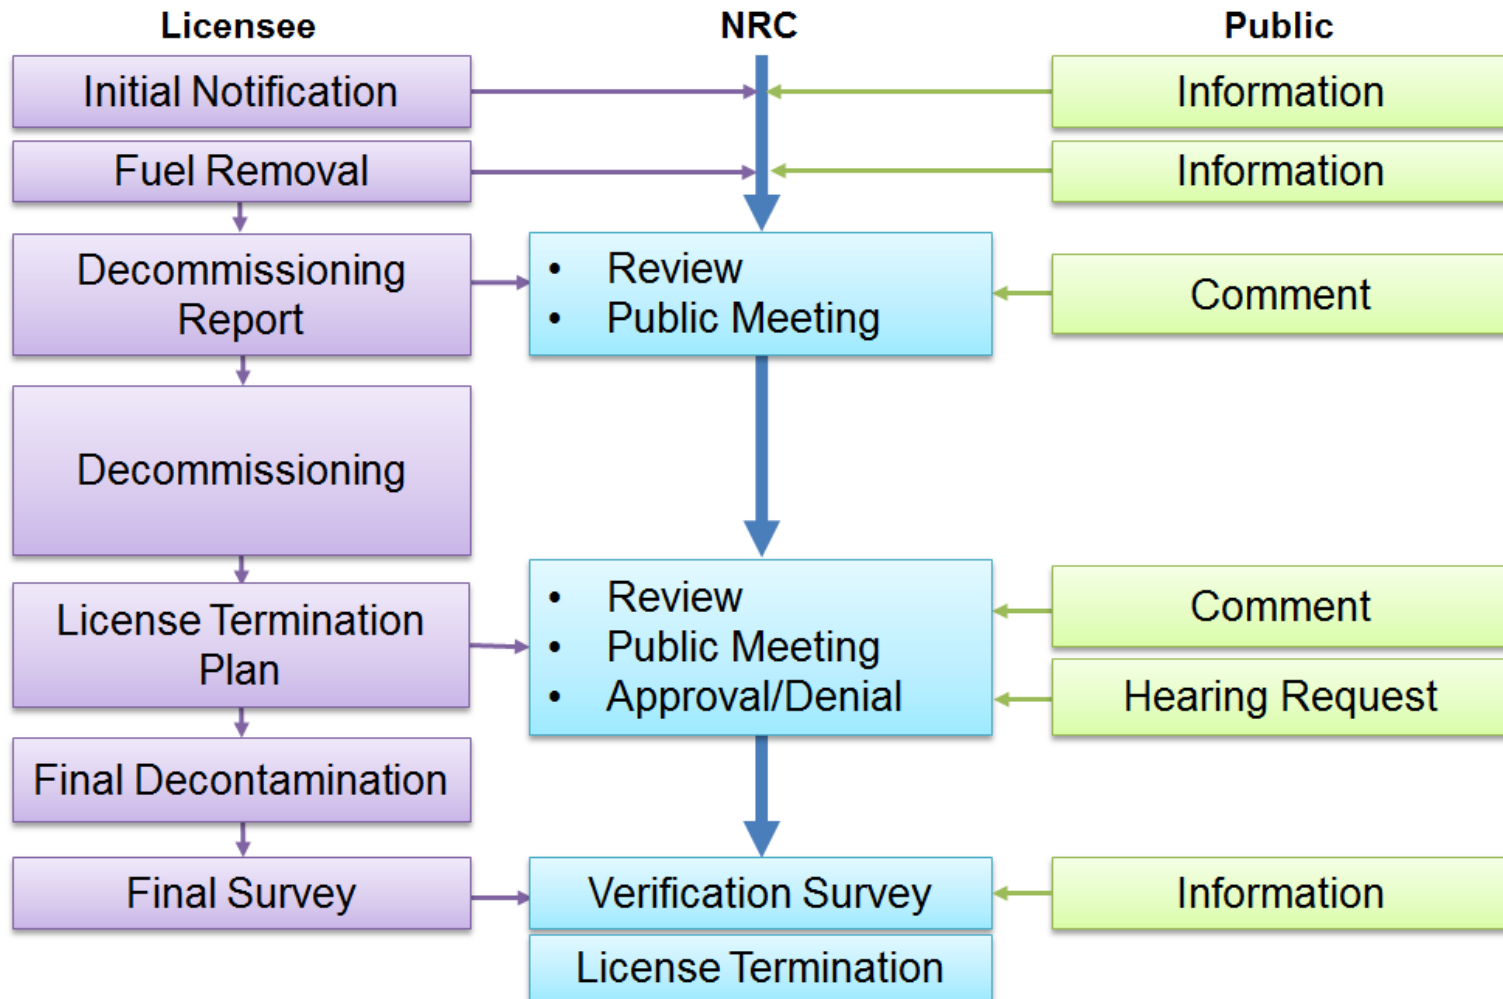 Licensee
NRC
Public
Initial Notification
Information
Fuel Removal
Information
Decommissioning
Report
• Review
• Public Meeting
Comment
Decommissioning
License Termination
Plan
• Review
• Public Meeting
• Approval/Denial
Comment
Hearing Request
Final Decontamination
Final Survey
Verification Survey
Information
License Termination